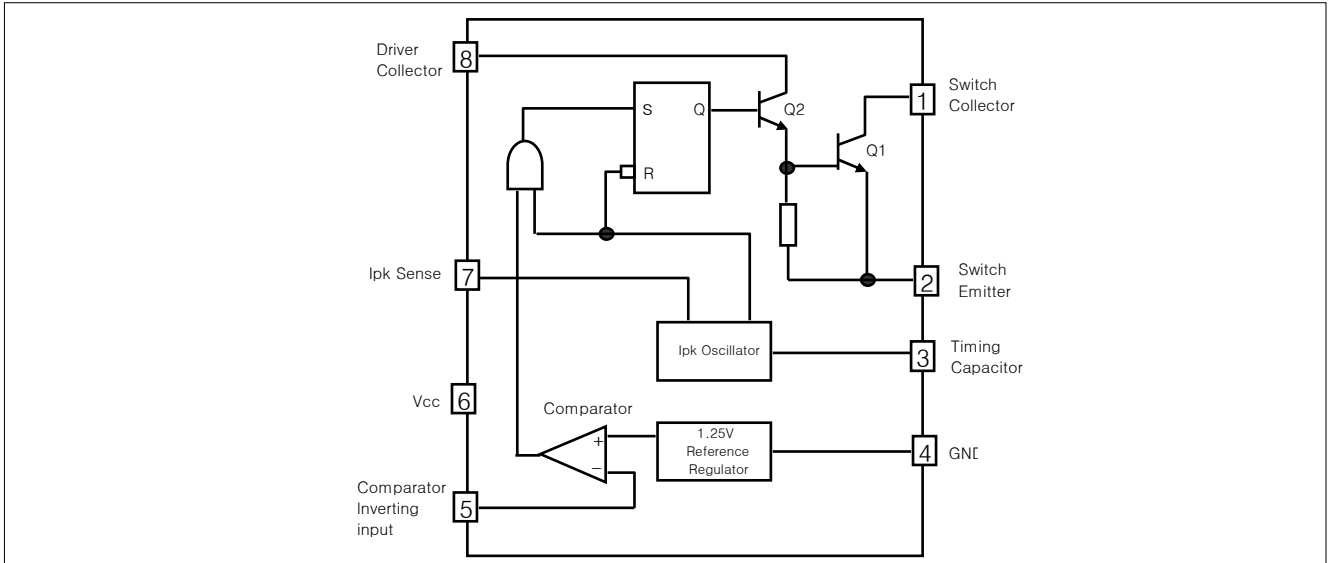 Driver
Collector
8
S
Q
Q2
1
Switch
Collector
R
Q1
Ipk Sense
7
2
Switch
Emitter
Ipk Oscillator
3
Timing
Capacitor
Vcc
6
Comparator
+
−
1.25V
Reference
Regulator
4
Comparator
Inverting
input
5